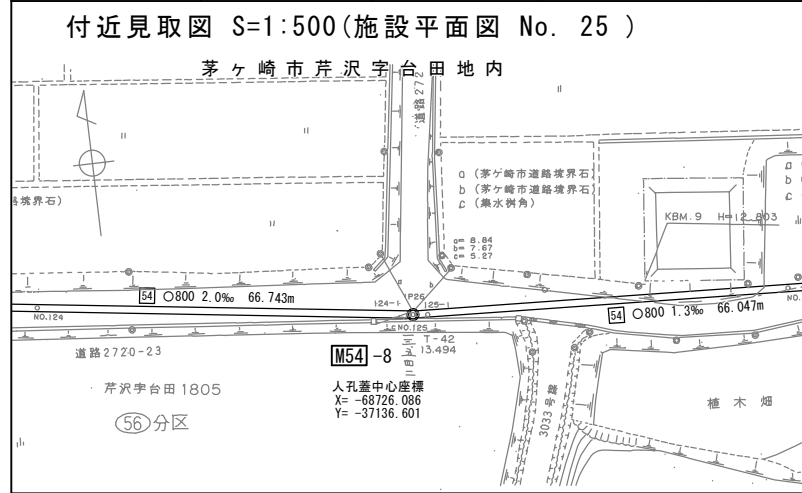 付近見取図 S=1:500(施設平面図 No. 25 )
茅ヶ崎市芹沢字台田地内
道路272
a (茅ケ崎市道路境界石)
b (茅ケ崎市道路境界石)
c (集水桝角)
a= 8.84
b= 7.67
c= 5.27
路境界石)
KBM.9 H=12.803
a
b
c
a
b
IP26
124-1
125-1
54 ○800 2.0‰ 66.743m
54 ○800 1.3‰ 66.047m
NO.124
NO.125
NO.
c
T-42
13.494
道路2720-23
M54-8
人孔蓋中心座標
X= -68726.086
Y= -37136.601
芹沢字台田1805
56分区
3033号線
植木畑